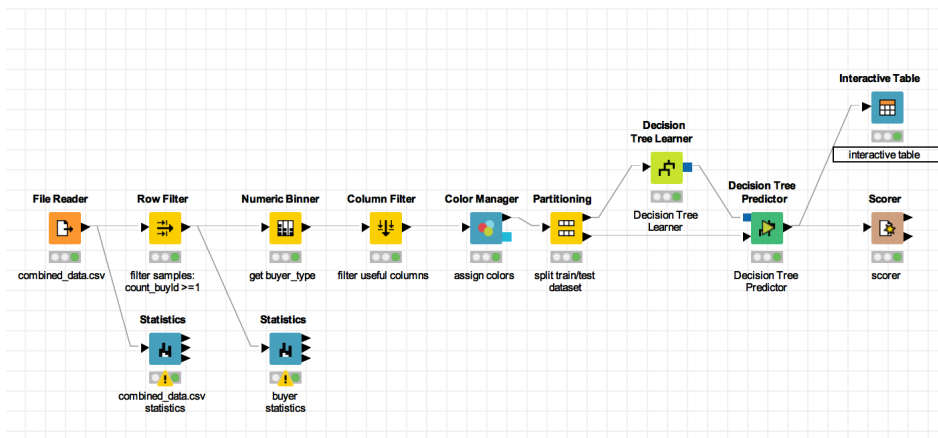 Interactive Table
interactive table
Decision
Tree Learner
Decision Tree
Learner
File Reader
combined_data.csv
Row Filter
filter samples:
count_buyId >=1
Numeric Binner
get buyer_type
Column Filter
filter useful columns
Color Manager
assign colors
Partitioning
split train/test
dataset
Decision Tree
Predictor
Decision Tree
Predictor
Scorer
scorer
Statistics
combined_data.csv
statistics
Statistics
buyer
statistics